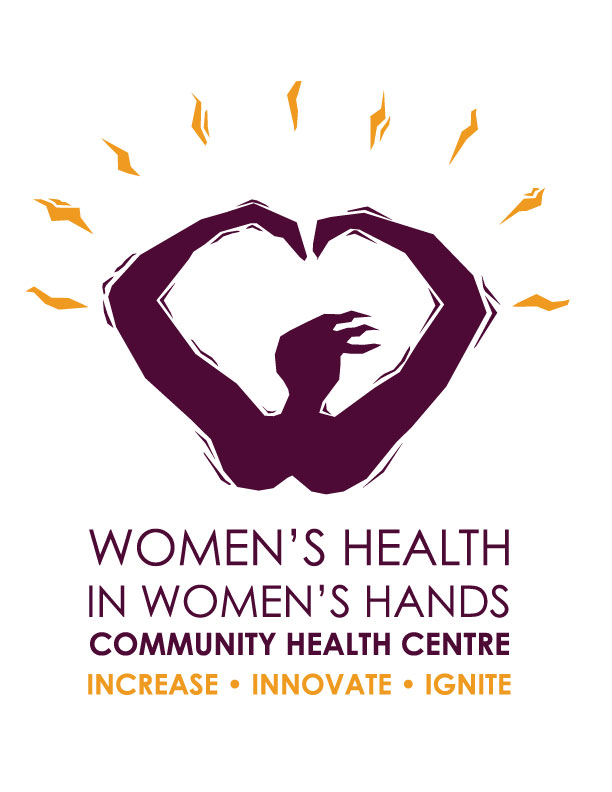 WOMEN’S HEALTH
IN WOMEN’S HANDS
COMMUNITY HEALTH CENTRE
INCREASE • INNOVATE • IGNITE